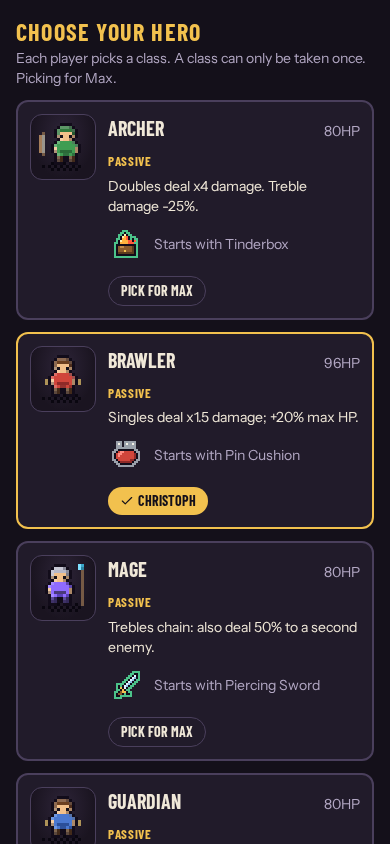 CHOOSE YOUR HERO
Each player picks a class. A class can only be taken once.
Picking for Max.
ARCHER 80HP
PASSIVE
Doubles deal x4 damage. Treble
damage -25%.
Starts with Tinderbox
PICK FOR MAX
BRAWLER 96HP
PASSIVE
Singles deal x1.5 damage; +20% max HP.
Starts with Pin Cushion
✓ CHRISTOPH
MAGE 80HP
PASSIVE
Trebles chain: also deal 50% to a second
enemy.
Starts with Piercing Sword
PICK FOR MAX
GUARDIAN 80HP
PASSIVE